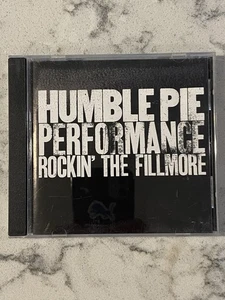 HUMBLE PIE
PERFORMANCE
ROCKIN' THE FILLMORE